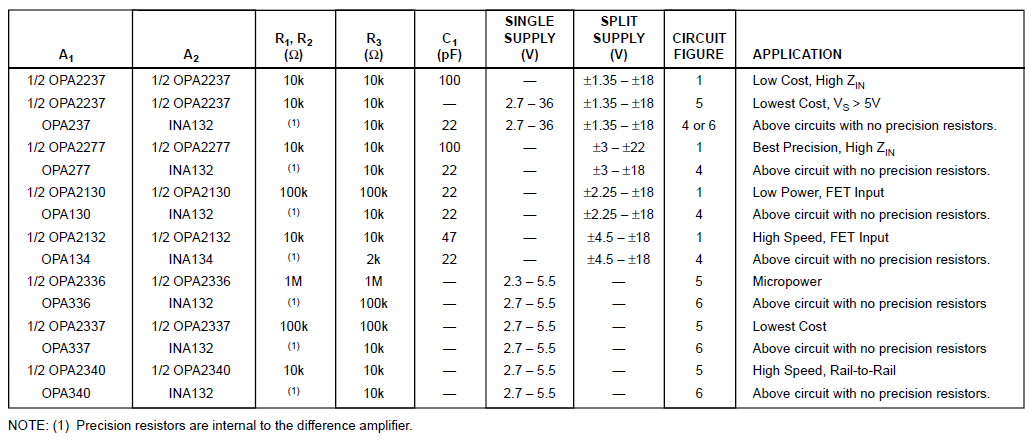 A1 A2 R1, R2 (Ω) R3 (Ω) C1 (pF) SINGLE SUPPLY (V) SPLIT SUPPLY (V) CIRCUIT FIGURE APPLICATION
1/2 OPA2237 1/2 OPA2237 10k 10k 100 — ±1.35 – ±18 1 Low Cost, High ZIN
1/2 OPA2237 1/2 OPA2237 10k 10k — 2.7 – 36 ±1.35 – ±18 5 Lowest Cost, VS > 5V
OPA237 INA132 (1) 10k 22 2.7 – 36 ±1.35 – ±18 4 or 6 Above circuits with no precision resistors.
1/2 OPA2277 1/2 OPA2277 10k 10k 100 — ±3 – ±22 1 Best Precision, High ZIN
OPA277 INA132 (1) 10k 22 — ±3 – ±18 4 Above circuit with no precision resistors.
1/2 OPA2130 1/2 OPA2130 100k 100k 22 — ±2.25 – ±18 1 Low Power, FET Input
OPA130 INA132 (1) 10k 22 — ±2.25 – ±18 4 Above circuit with no precision resistors.
1/2 OPA2132 1/2 OPA2132 10k 10k 47 — ±4.5 – ±18 1 High Speed, FET Input
OPA134 INA134 (1) 2k 22 — ±4.5 – ±18 4 Above circuit with no precision resistors.
1/2 OPA2336 1/2 OPA2336 1M 1M — 2.3 – 5.5 — 5 Micropower
OPA336 INA132 (1) 100k — 2.7 – 5.5 — 6 Above circuit with no precision resistors
1/2 OPA2337 1/2 OPA2337 100k 100k — 2.7 – 5.5 — 5 Lowest Cost
OPA337 INA132 (1) 10k — 2.7 – 5.5 — 6 Above circuit with no precision resistors
1/2 OPA2340 1/2 OPA2340 10k 10k — 2.7 – 5.5 — 5 High Speed, Rail-to-Rail
OPA340 INA132 (1) 10k — 2.7 – 5.5 — 6 Above circuit with no precision resistors.
NOTE: (1) Precision resistors are internal to the difference amplifier.